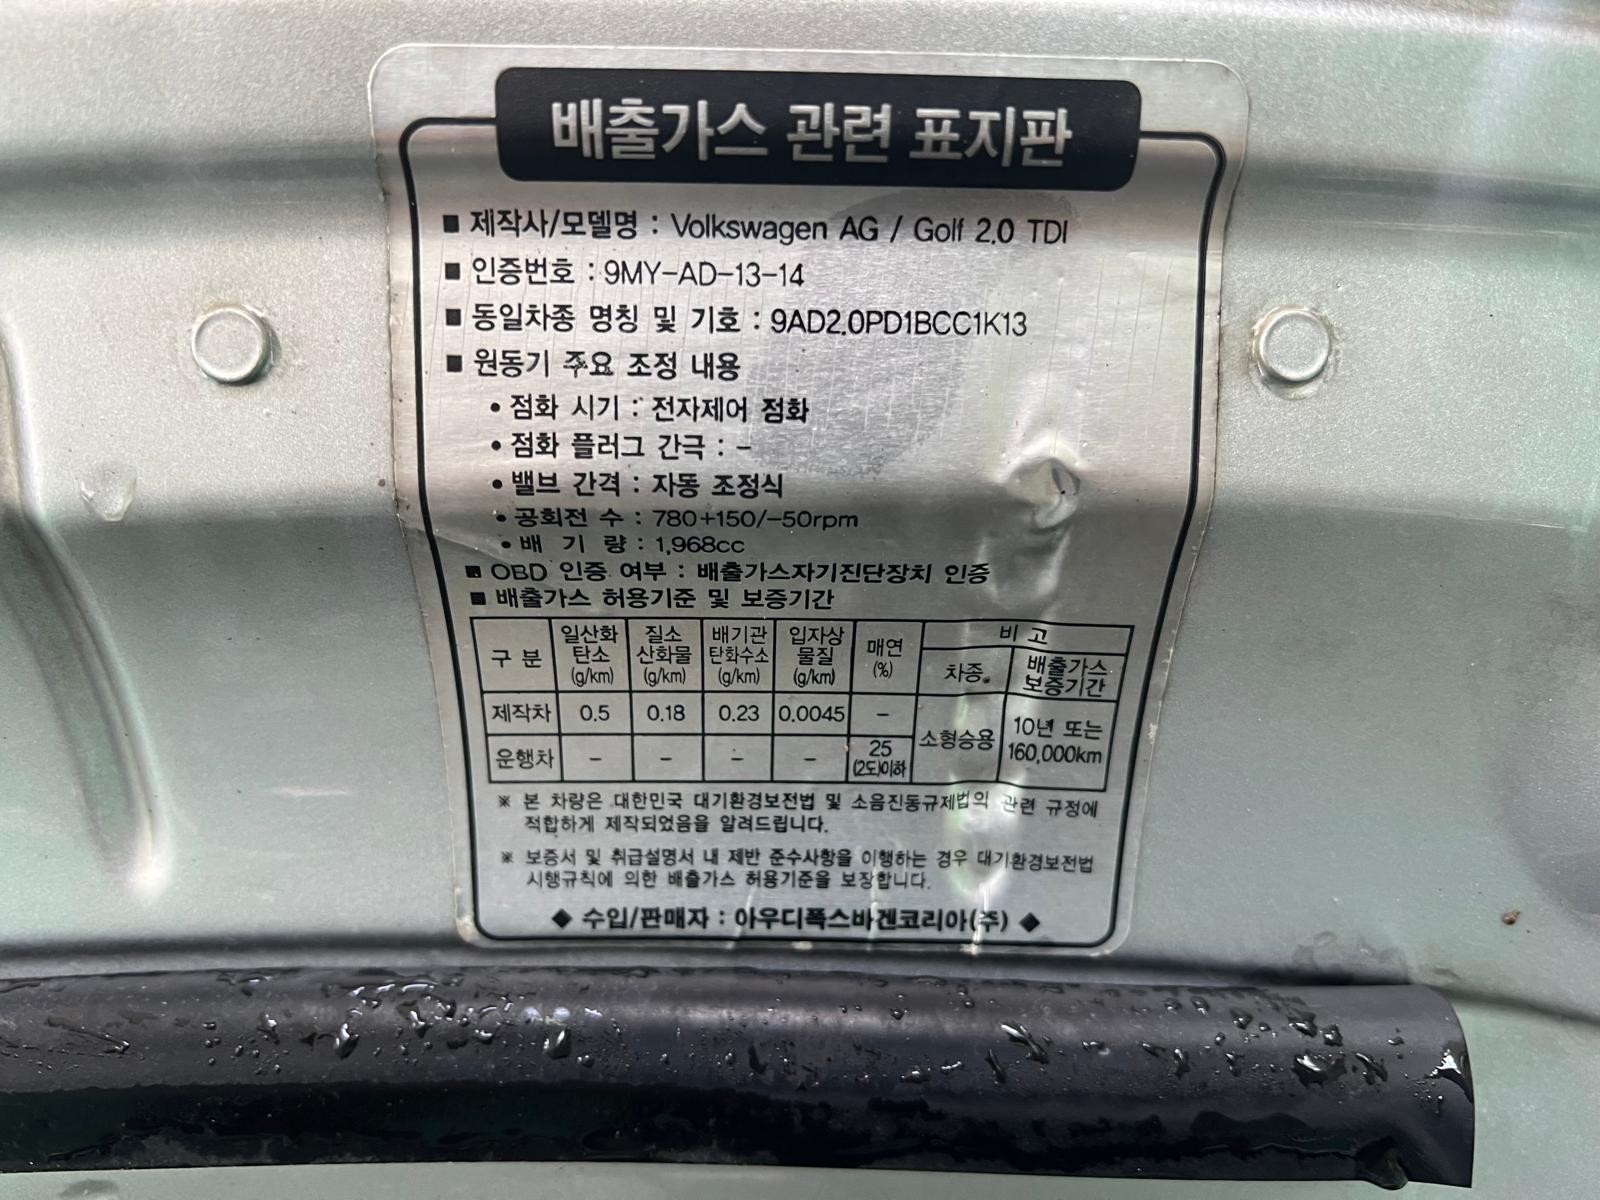 배출가스 관련 표지판
■ 제작사/모델명 : Volkswagen AG / Golf 2.0 TDI
■ 인증번호 : 9MY-AD-13-14
■ 동일차종 명칭 및 기호 : 9AD2.0PD1BCC1K13
■ 원동기 주요 조정 내용
• 점화 시기 : 전자제어 점화
• 점화 플러그 간극 : -
• 밸브 간격 : 자동 조정식
• 공회전 수 : 780+150/-50rpm
• 배 기 량 : 1,968cc
■ OBD 인증 여부 : 배출가스자기진단장치 인증
■ 배출가스 허용기준 및 보증기간
구 분 일산화탄소 (g/km) 질소산화물 (g/km) 배기관탄화수소 (g/km) 입자상물질 (g/km) 매연 (%) 비 고
차종 배출가스 보증기간
제작차 0.5 0.18 0.23 0.0045 - 소형승용 10년 또는 160,000km
운행차 - - - - 25 (2도)이하
※ 본 차량은 대한민국 대기환경보전법 및 소음진동규제법의 관련 규정에
적합하게 제작되었음을 알려드립니다.
※ 보증서 및 취급설명서 내 제반 준수사항을 이행하는 경우 대기환경보전법
시행규칙에 의한 배출가스 허용기준을 보장합니다.
◆ 수입/판매자 : 아우디폭스바겐코리아(주) ◆